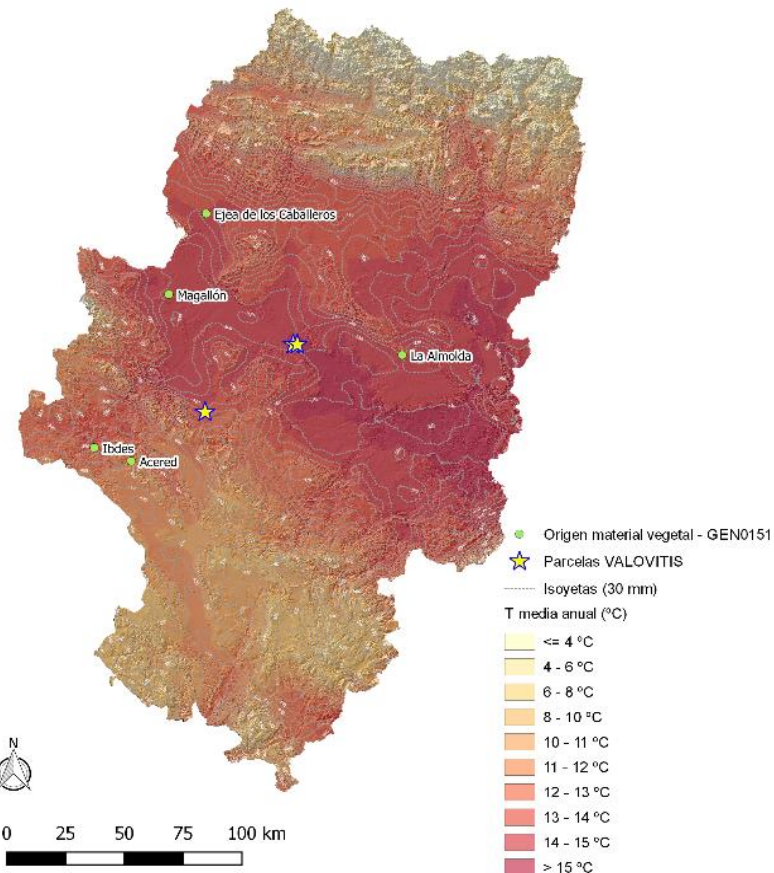 Ejea de los Caballeros
Magallón
La Almolda
Ibdes
Acered
Origen material vegetal - GEN0151
Parcelas VALOVITIS
Isoyetas (30 mm)
T media anual (ºC)
<= 4 ºC
4 - 6 ºC
6 - 8 ºC
8 - 10 ºC
10 - 11 ºC
11 - 12 ºC
12 - 13 ºC
13 - 14 ºC
14 - 15 ºC
> 15 ºC
N
0 25 50 75 100 km